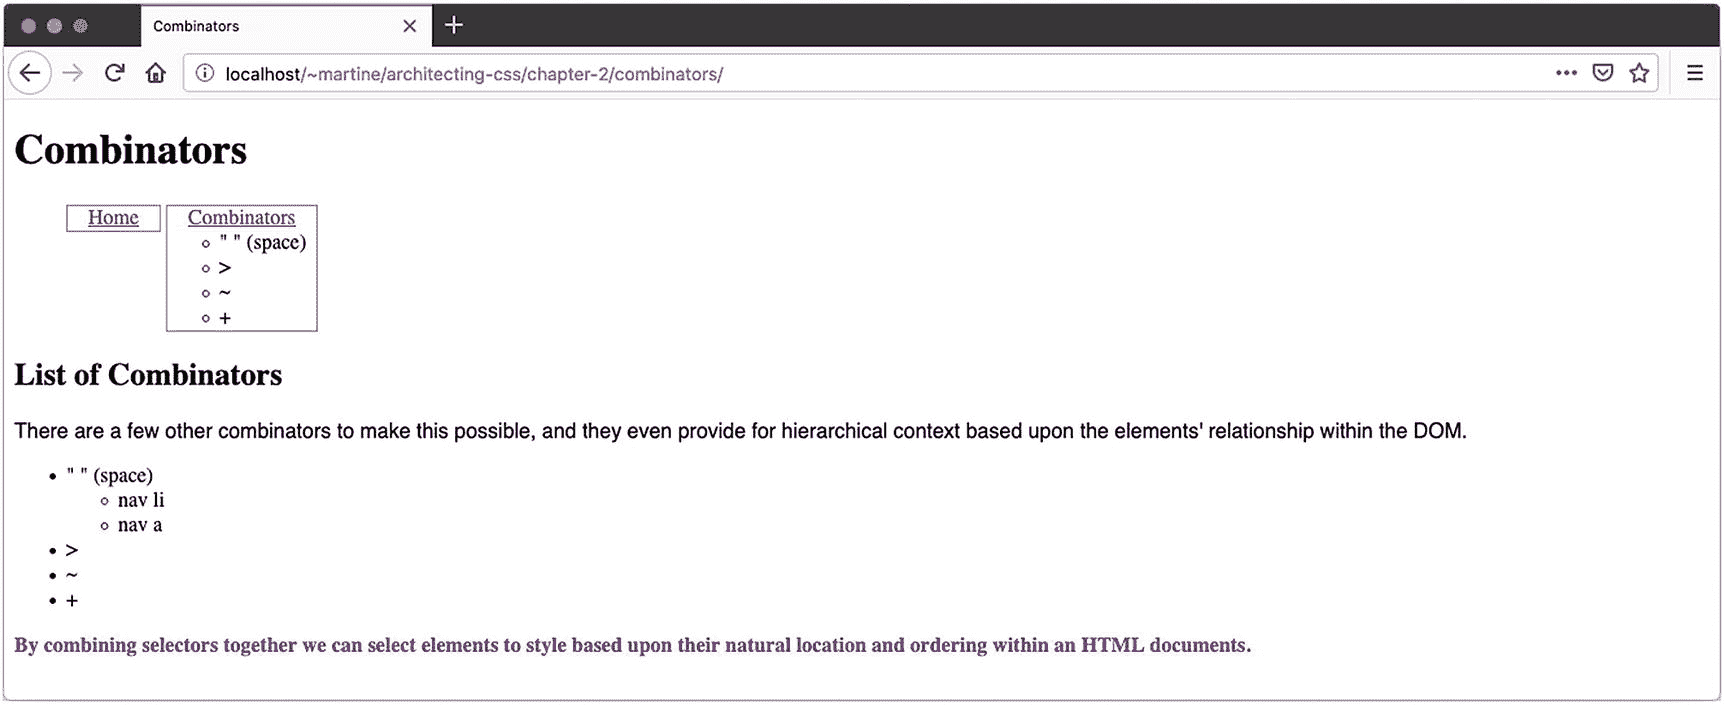 Combinators
localhost/~martine/architecting-css/chapter-2/combinators/
Combinators
Home
Combinators
" " (space)
>
~
+
List of Combinators
There are a few other combinators to make this possible, and they even provide for hierarchical context based upon the elements' relationship within the DOM.
" " (space)
nav li
nav a
>
~
+
By combining selectors together we can select elements to style based upon their natural location and ordering within an HTML documents.